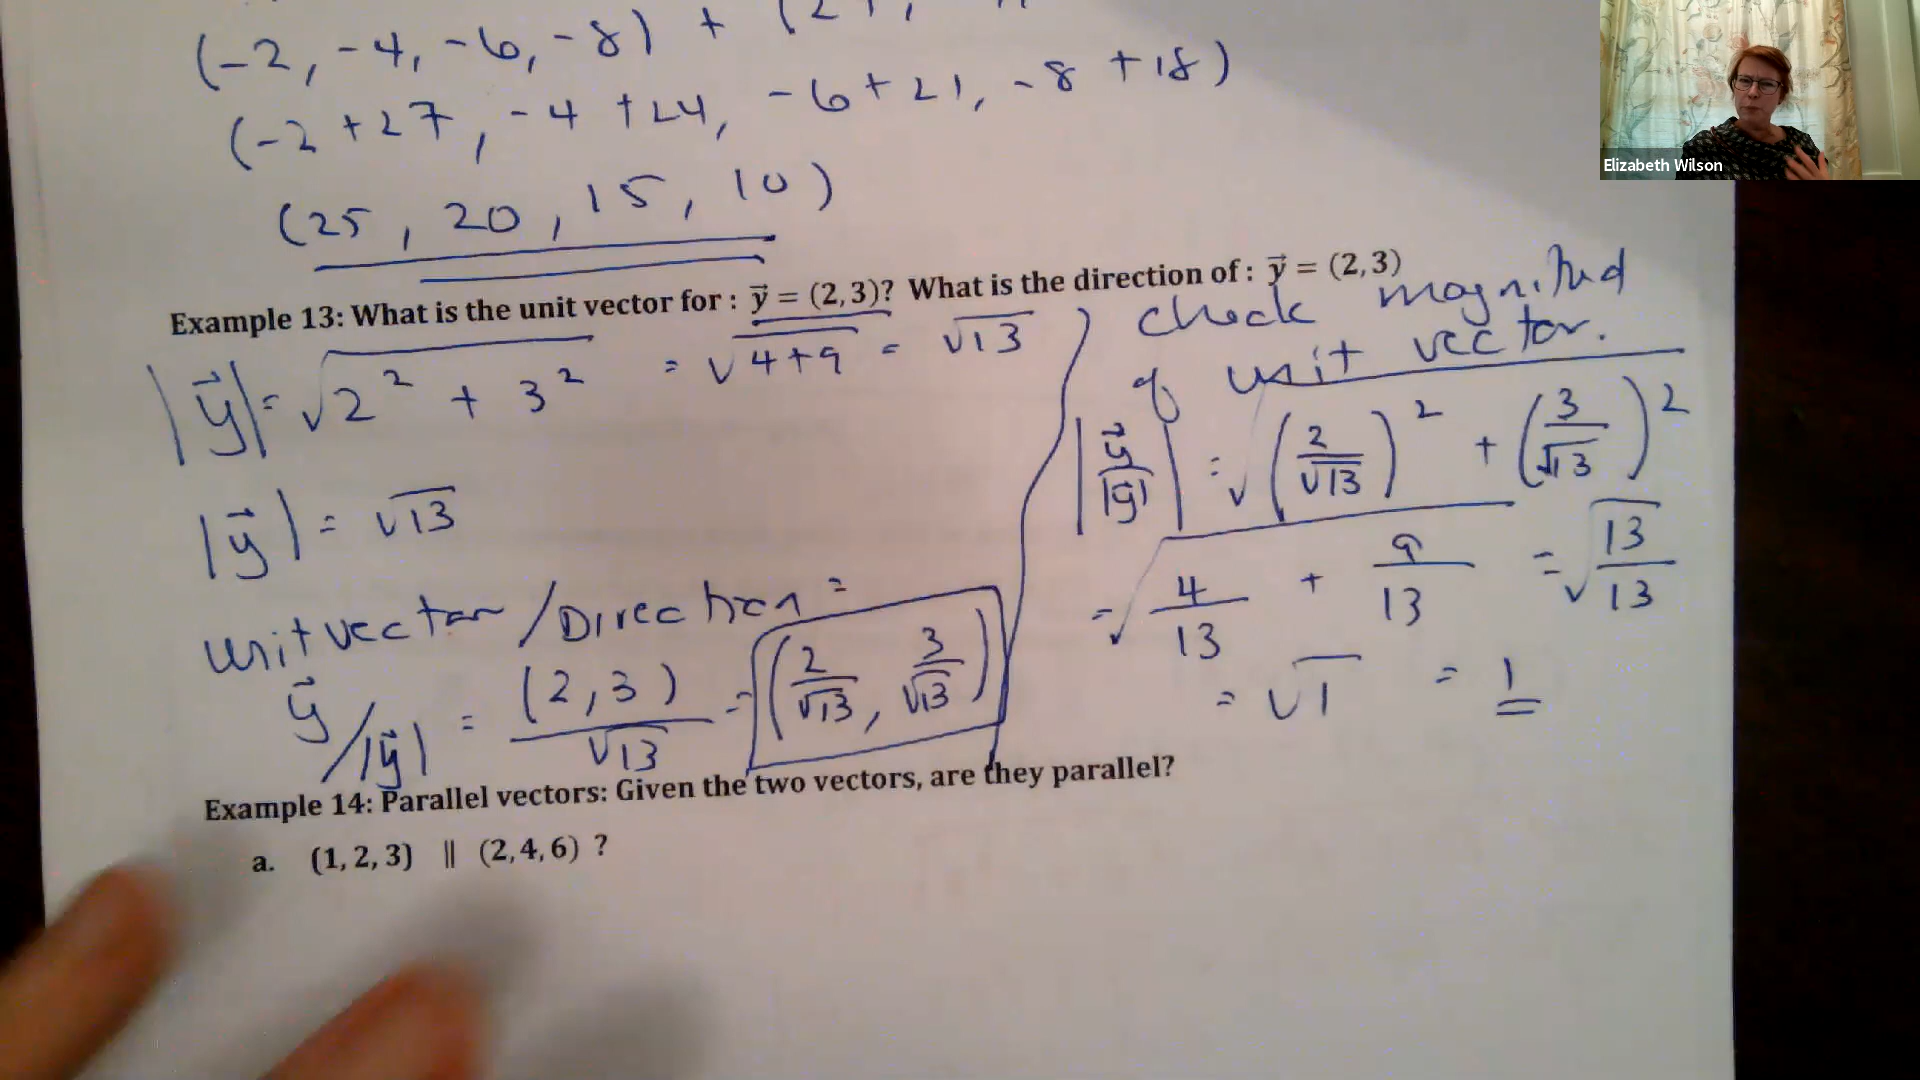 (-2, -4, -6, -8) + (27,
(-2+27, -4+24, -6+21, -8+18)
(25, 20, 15, 10)
Elizabeth Wilson
Example 13: What is the unit vector for : y⃗ = (2,3)? What is the direction of : y⃗ = (2,3)
|y⃗| = √(2² + 3²) = √(4+9) = √13
|y⃗| = √13
unit vector / Direction =
y⃗/|y⃗| = (2,3)/√13 = (2/√13, 3/√13)
check magnitud
of unit vector.
|y⃗/|y⃗|| = √((2/√13)² + (3/√13)²)
= √(4/13 + 9/13) = √(13/13)
= √1 = 1
Example 14: Parallel vectors: Given the two vectors, are they parallel?
a. (1,2,3) ∥ (2,4,6) ?